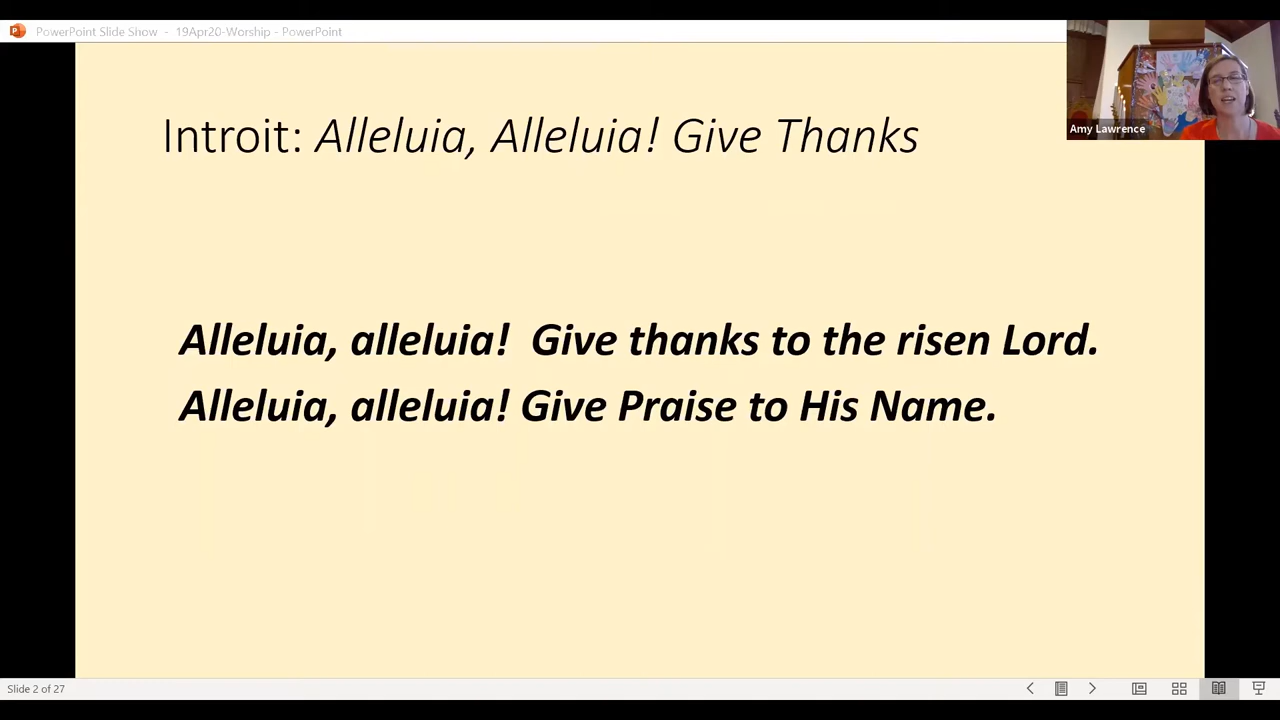 PowerPoint Slide Show - 19Apr20-Worship - PowerPoint
Amy Lawrence
Introit: Alleluia, Alleluia! Give Thanks
Alleluia, alleluia! Give thanks to the risen Lord.
Alleluia, alleluia! Give Praise to His Name.
Slide 2 of 27